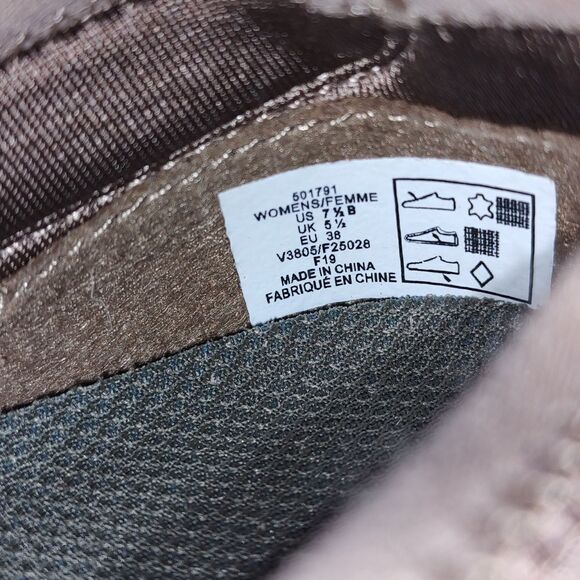 501791
WOMENS/FEMME
US 7 ½ B
UK 5 ½
EU 38
V3805/F25028
F19
MADE IN CHINA
FABRIQUÉ EN CHINE